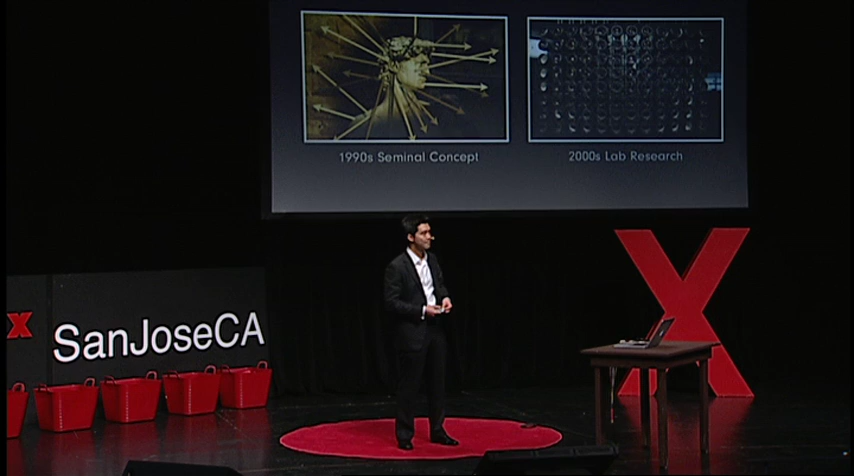 1990s Seminal Concept
2000s Lab Research
x
SanJoseCA
X